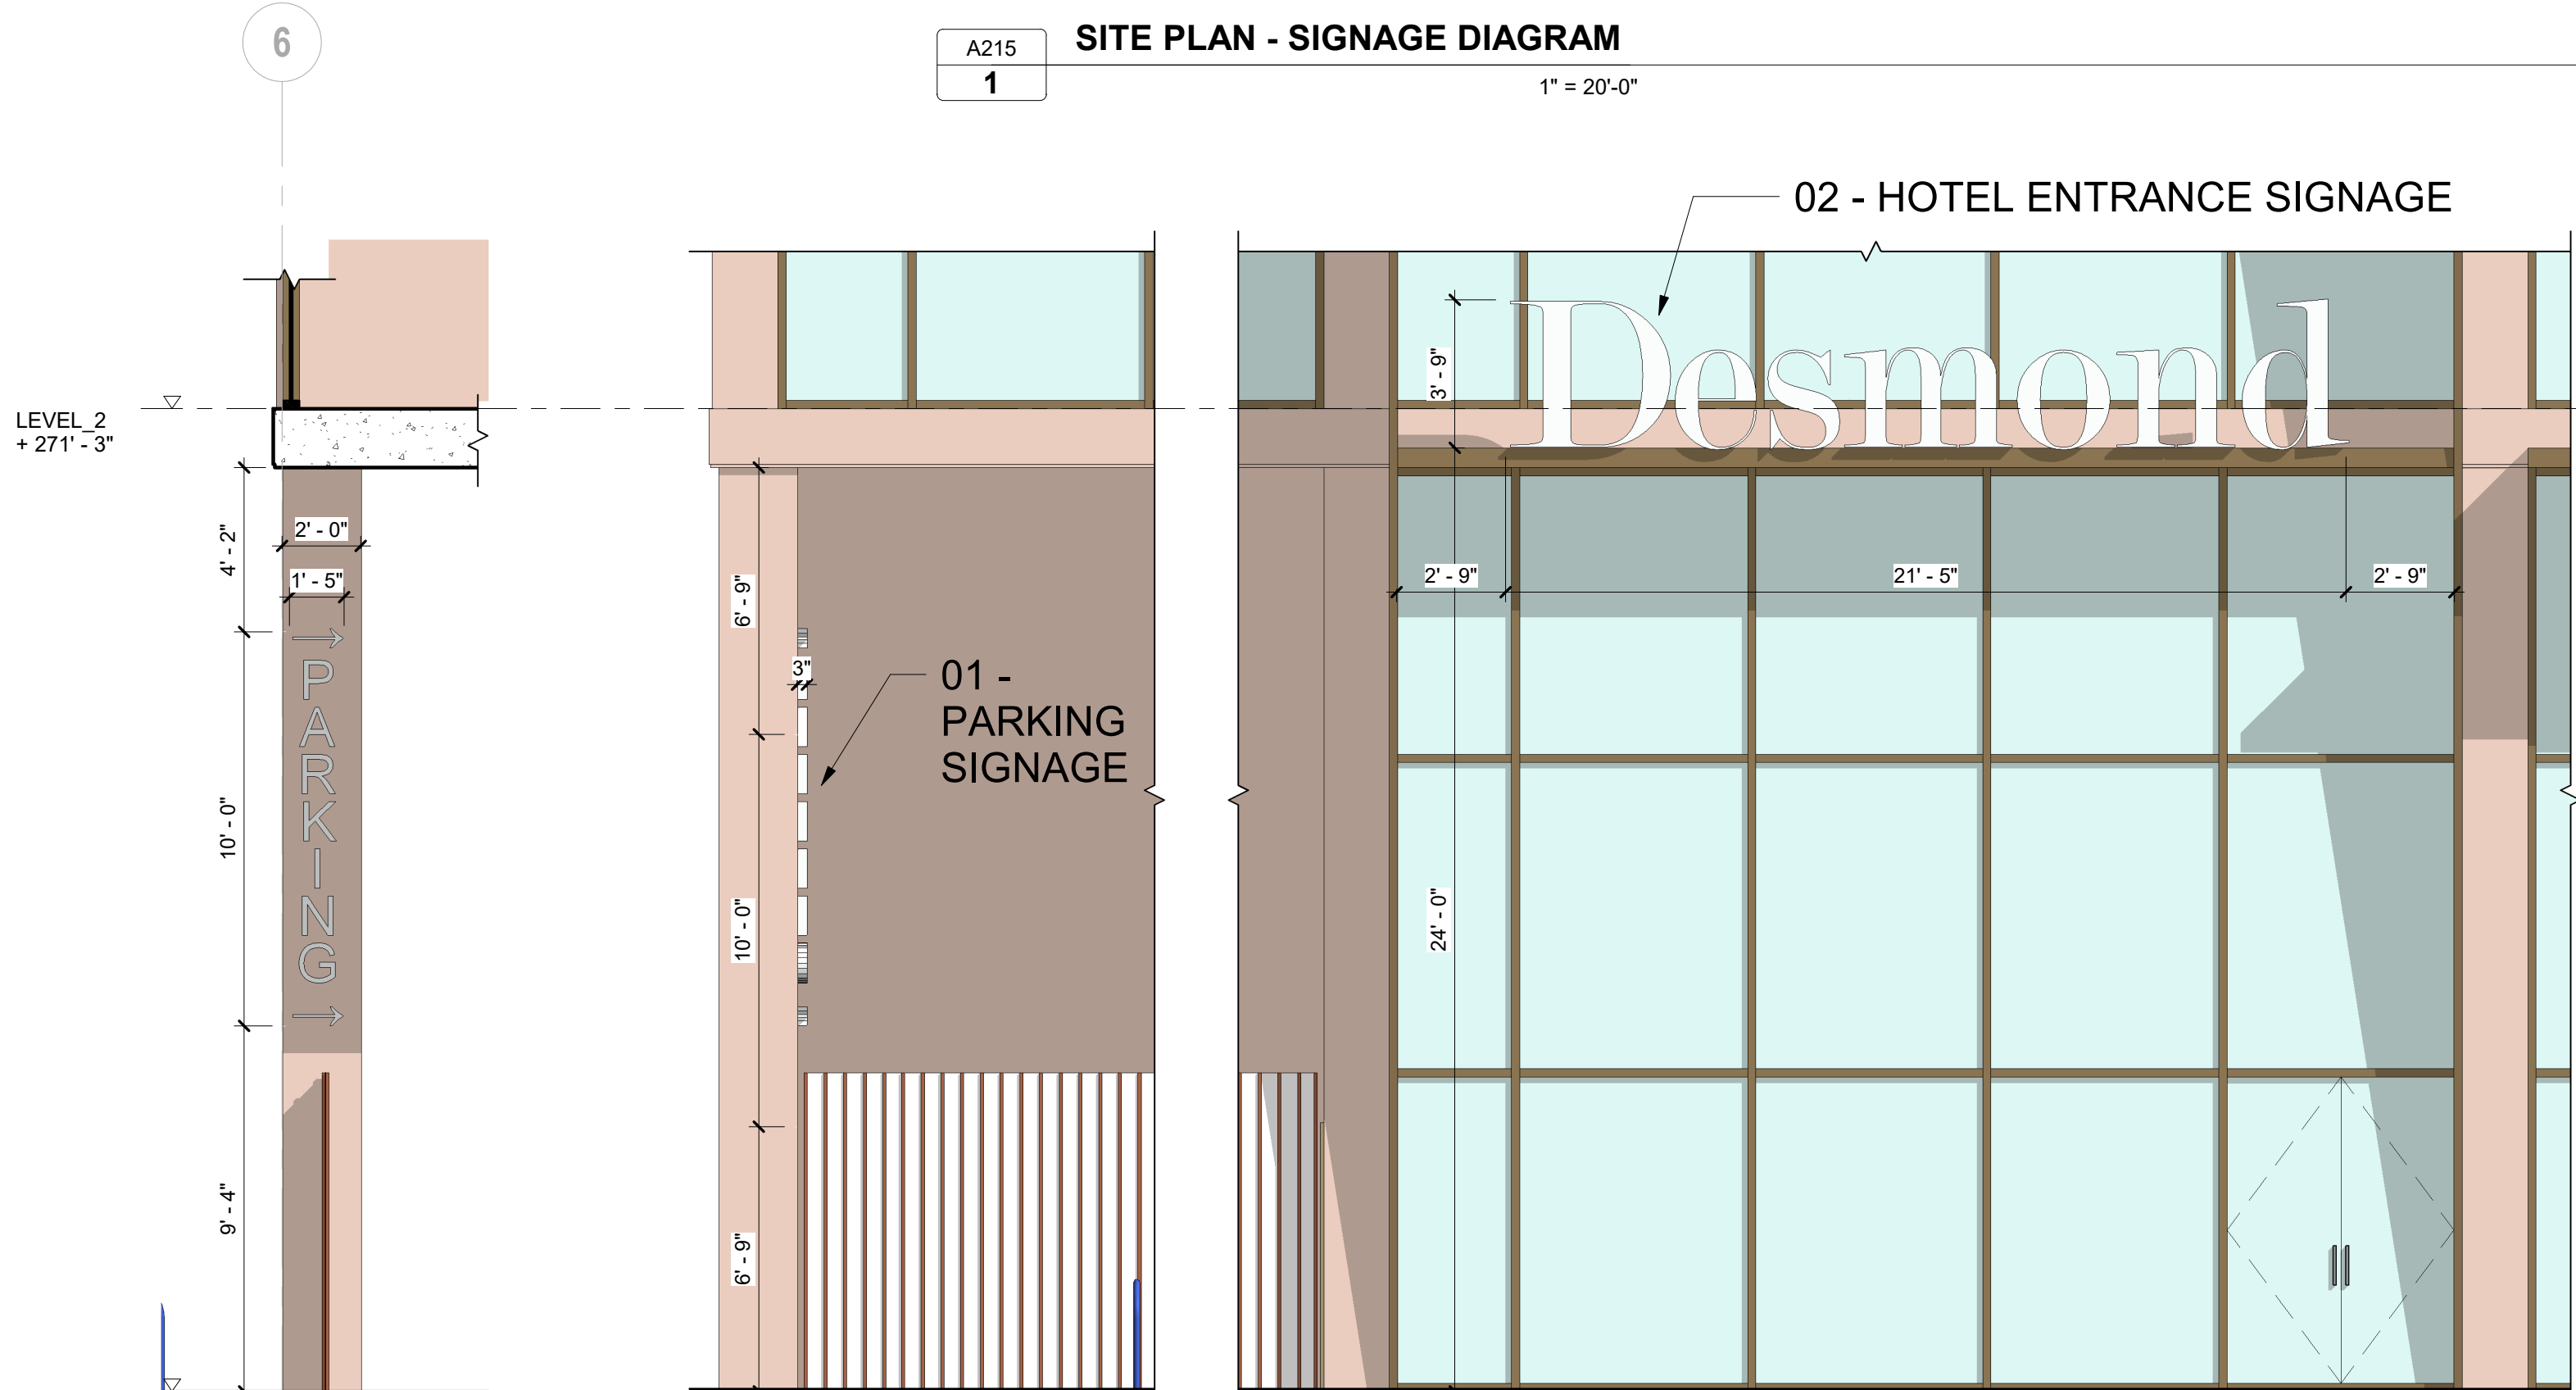 6
A215
1
SITE PLAN - SIGNAGE DIAGRAM
1" = 20'-0"
02 - HOTEL ENTRANCE SIGNAGE
Desmond
LEVEL_2
+ 271' - 3"
3' - 9"
4' - 2"
2' - 0"
1' - 5"
6' - 9"
2' - 9"
21' - 5"
2' - 9"
→
P
A
R
K
I
N
G
→
3"
01 -
PARKING
SIGNAGE
10' - 0"
10' - 0"
24' - 0"
9' - 4"
6' - 9"